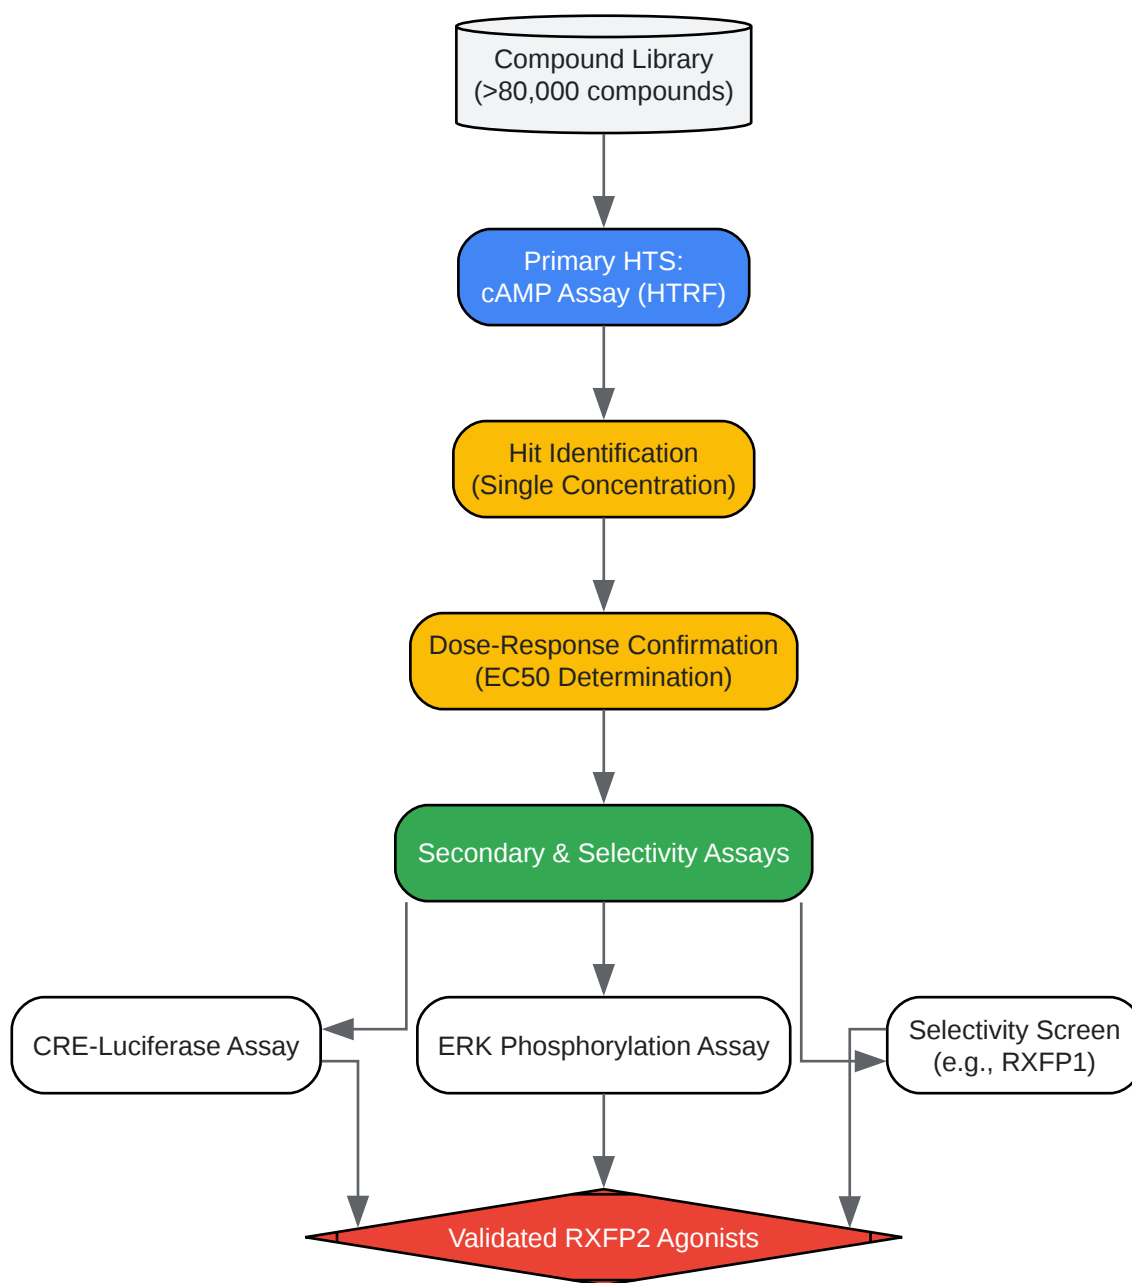 Compound Library
(>80,000 compounds)
Primary HTS:
cAMP Assay (HTRF)
Hit Identification
(Single Concentration)
Dose-Response Confirmation
(EC50 Determination)
Secondary & Selectivity Assays
CRE-Luciferase Assay
ERK Phosphorylation Assay
Selectivity Screen
(e.g., RXFP1)
Validated RXFP2 Agonists